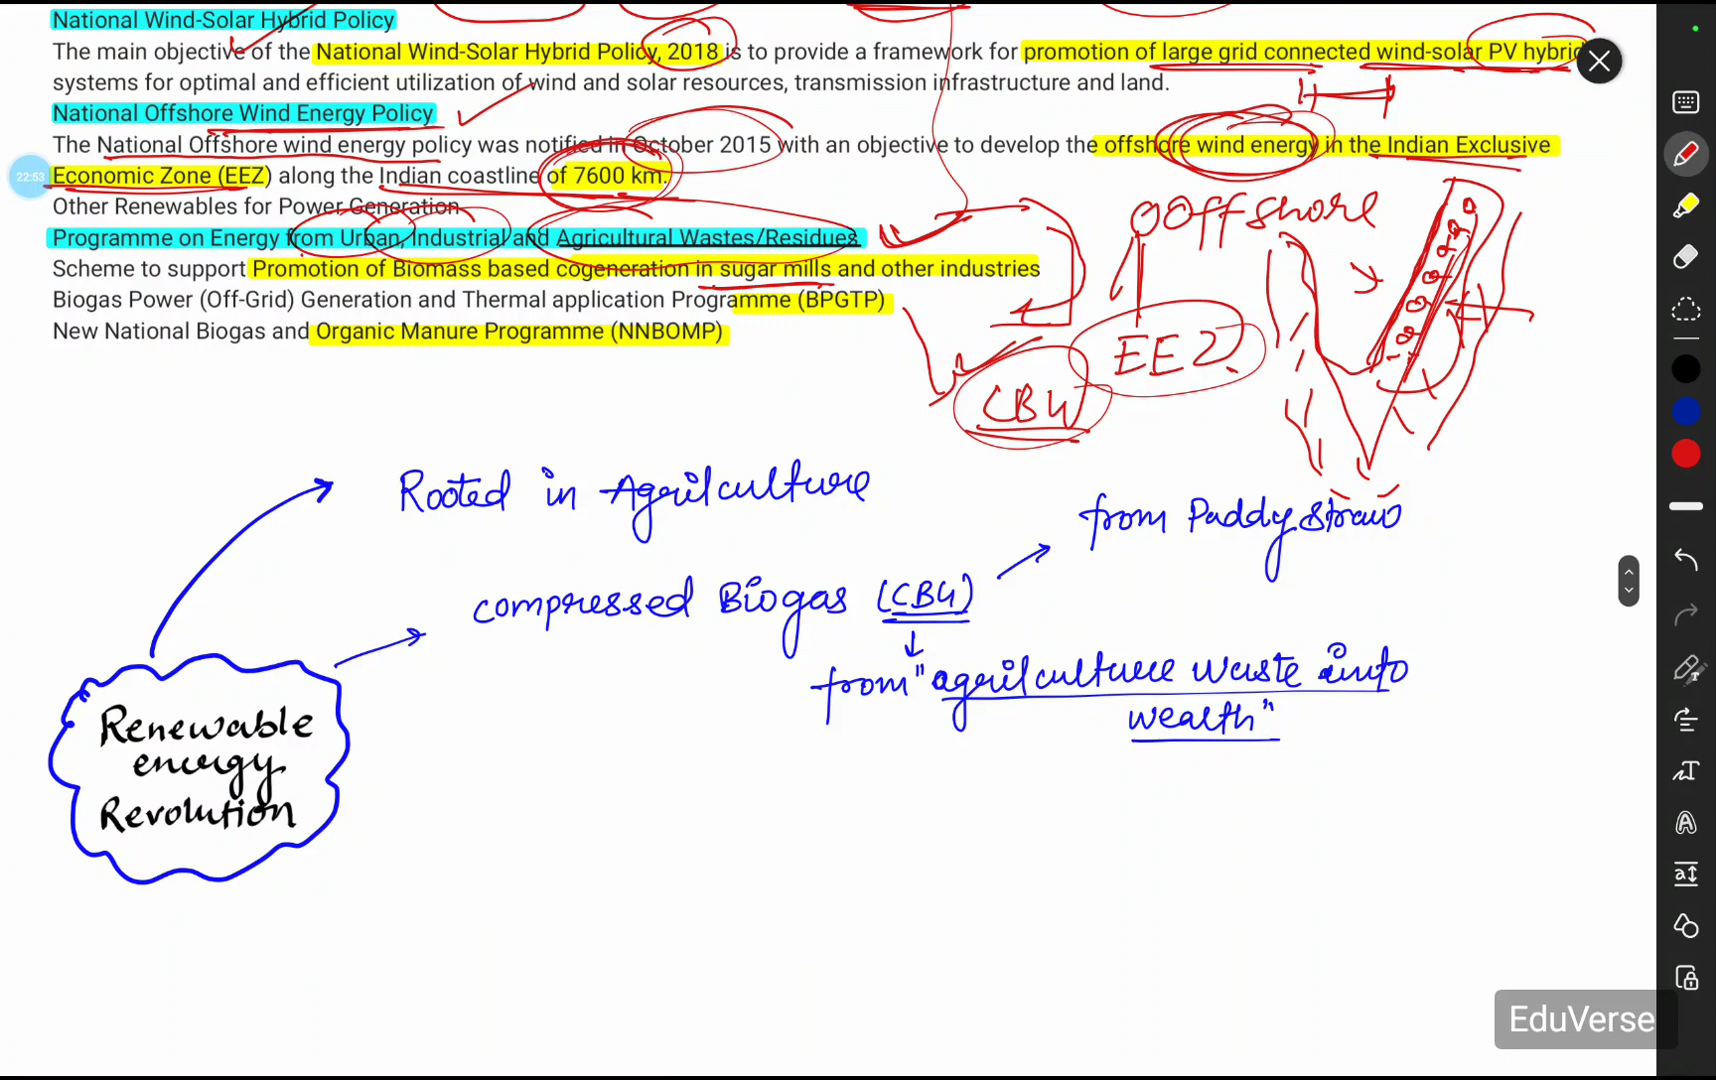 National Wind-Solar Hybrid Policy
The main objective of the National Wind-Solar Hybrid Policy, 2018 is to provide a framework for promotion of large grid connected wind-solar PV hybrid
systems for optimal and efficient utilization of wind and solar resources, transmission infrastructure and land.
National Offshore Wind Energy Policy
The National Offshore wind energy policy was notified in October 2015 with an objective to develop the offshore wind energy in the Indian Exclusive
22:53
Economic Zone (EEZ) along the Indian coastline of 7600 km.
Other Renewables for Power Generation
Offshore
Programme on Energy from Urban, Industrial and Agricultural Wastes/Residues
Scheme to support Promotion of Biomass based cogeneration in sugar mills and other industries
Biogas Power (Off-Grid) Generation and Thermal application Programme (BPGTP)
New National Biogas and Organic Manure Programme (NNBOMP)
EEZ
CBG
Rooted in Agriculture
from Paddy straw
compressed Biogas (CBG)
from "agriculture waste into
wealth"
Renewable
energy
Revolution
EduVerse